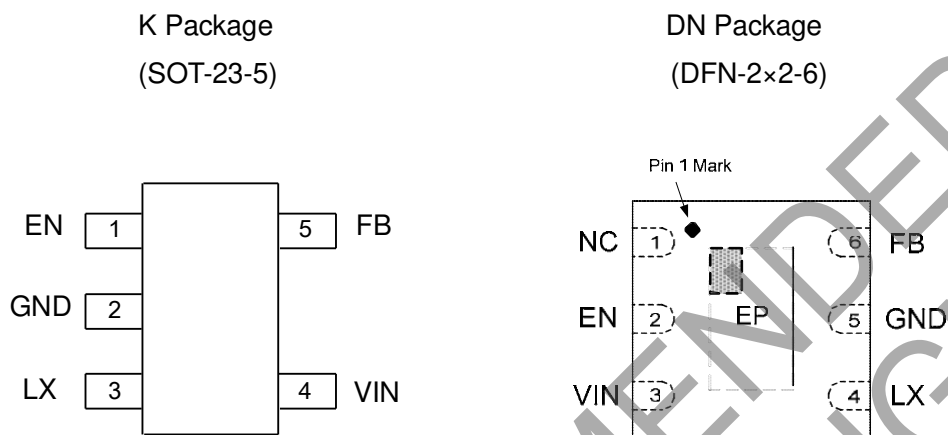 K Package
(SOT-23-5)
EN 1
5 FB
GND 2
LX 3
4 VIN
DN Package
(DFN-2×2-6)
Pin 1 Mark
NC 1
6 FB
EN 2
EP
5 GND
VIN 3
4 LX